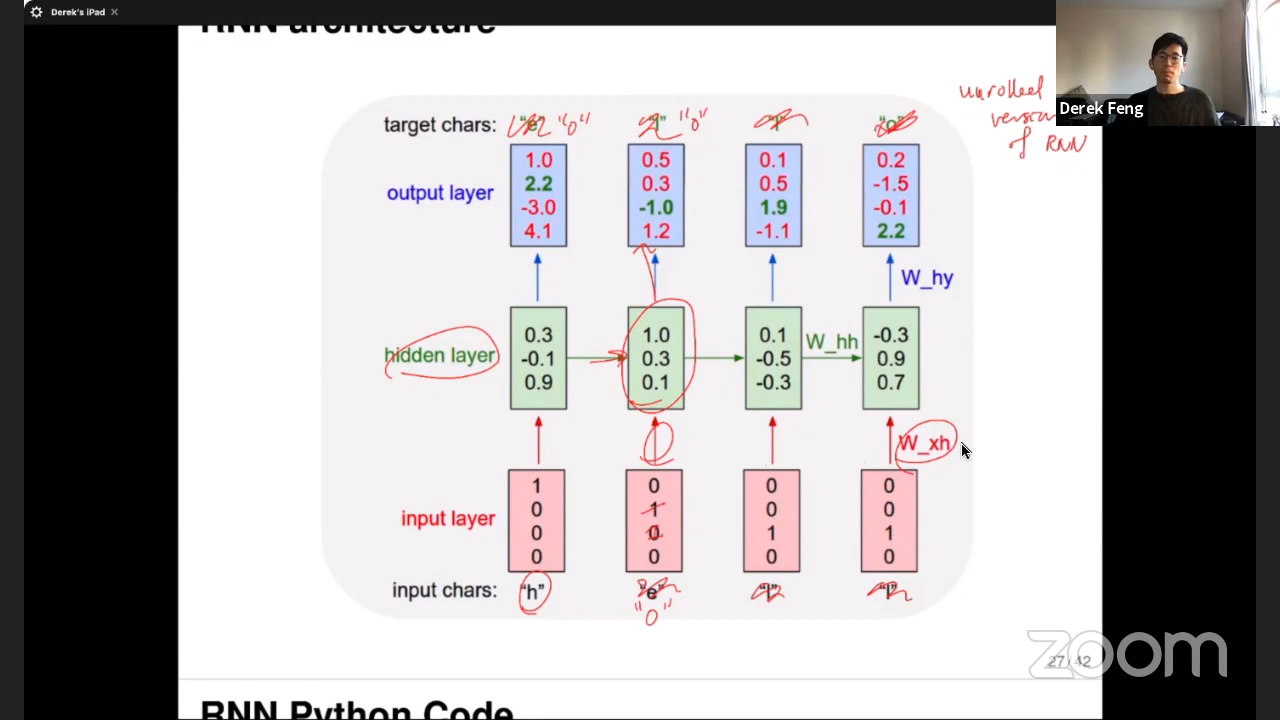 Derek's iPad
RNN architecture
unrolled
version
of RNN
Derek Feng
target chars: "e" "o" "l" "o" "l" "o"
output layer
1.0 0.5 0.1 0.2
2.2 0.3 0.5 -1.5
-3.0 -1.0 1.9 -0.1
4.1 1.2 -1.1 2.2
W_hy
hidden layer
0.3 1.0 0.1 -0.3
-0.1 0.3 -0.5 0.9
0.9 0.1 -0.3 0.7
W_hh
W_xh
input layer
1 0 0 0
0 1 0 0
0 0 1 1
0 0 0 0
input chars: "h" "e" "l" "l"
"o"
zoom
27 / 42
RNN Python Code